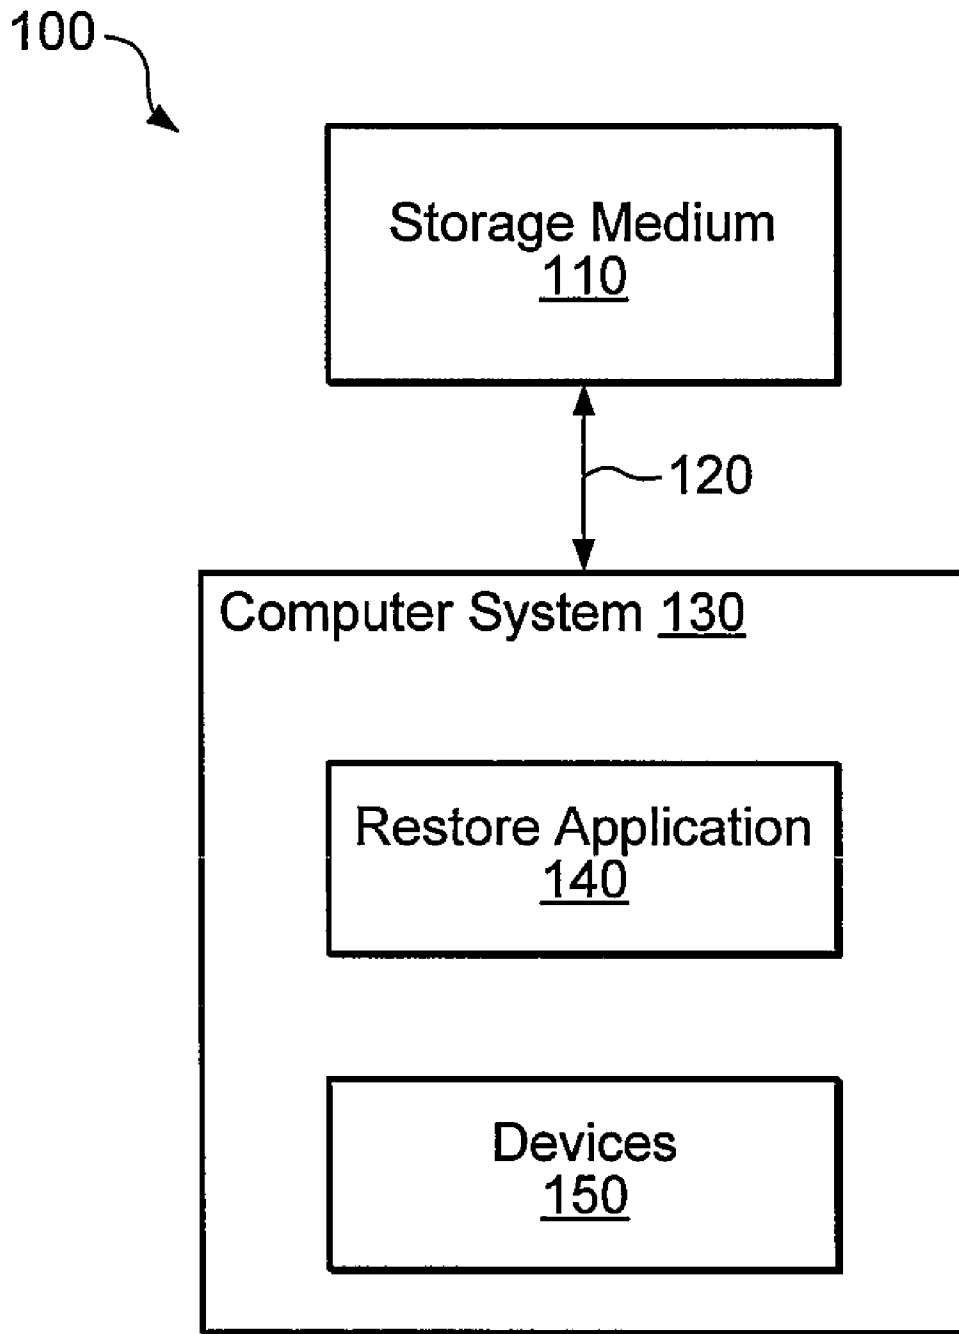 100
Storage Medium
110
120
Computer System 130
Restore Application
140
Devices
150